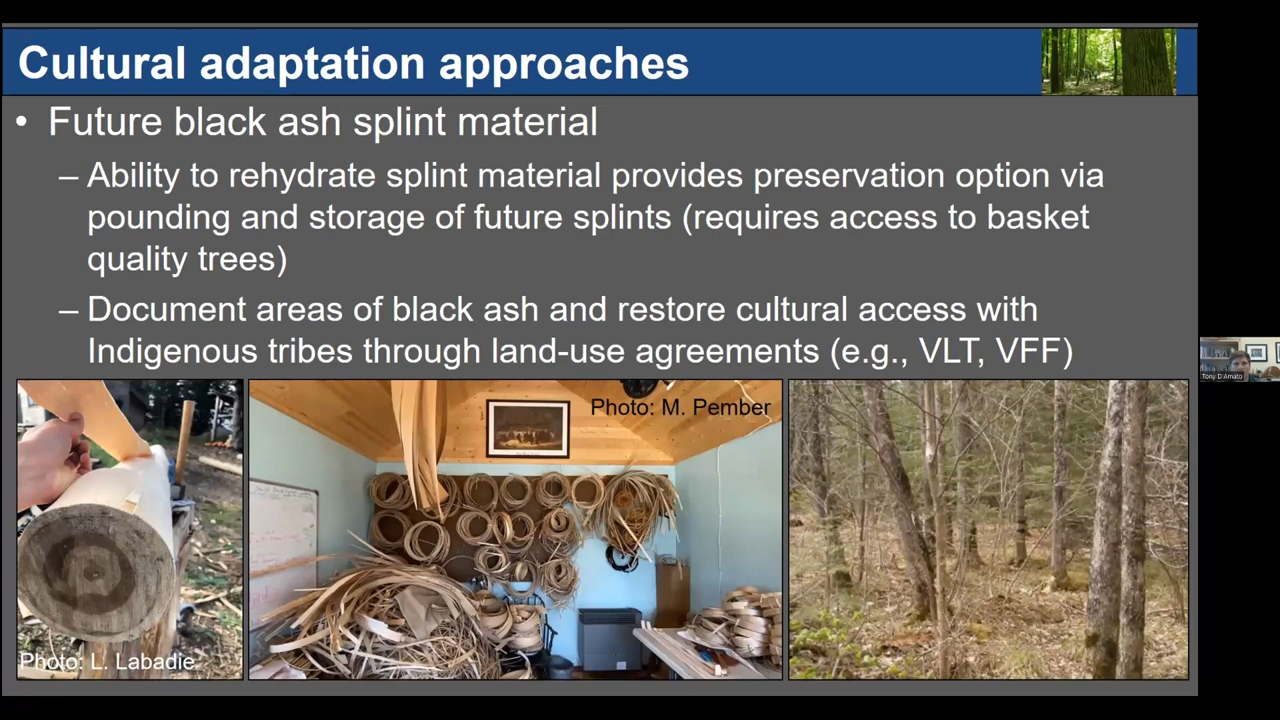 Cultural adaptation approaches
• Future black ash splint material
– Ability to rehydrate splint material provides preservation option via
pounding and storage of future splints (requires access to basket
quality trees)
– Document areas of black ash and restore cultural access with
Indigenous tribes through land-use agreements (e.g., VLT, VFF)
Photo: M. Pember
Photo: L. Labadie
Tony D'Amato